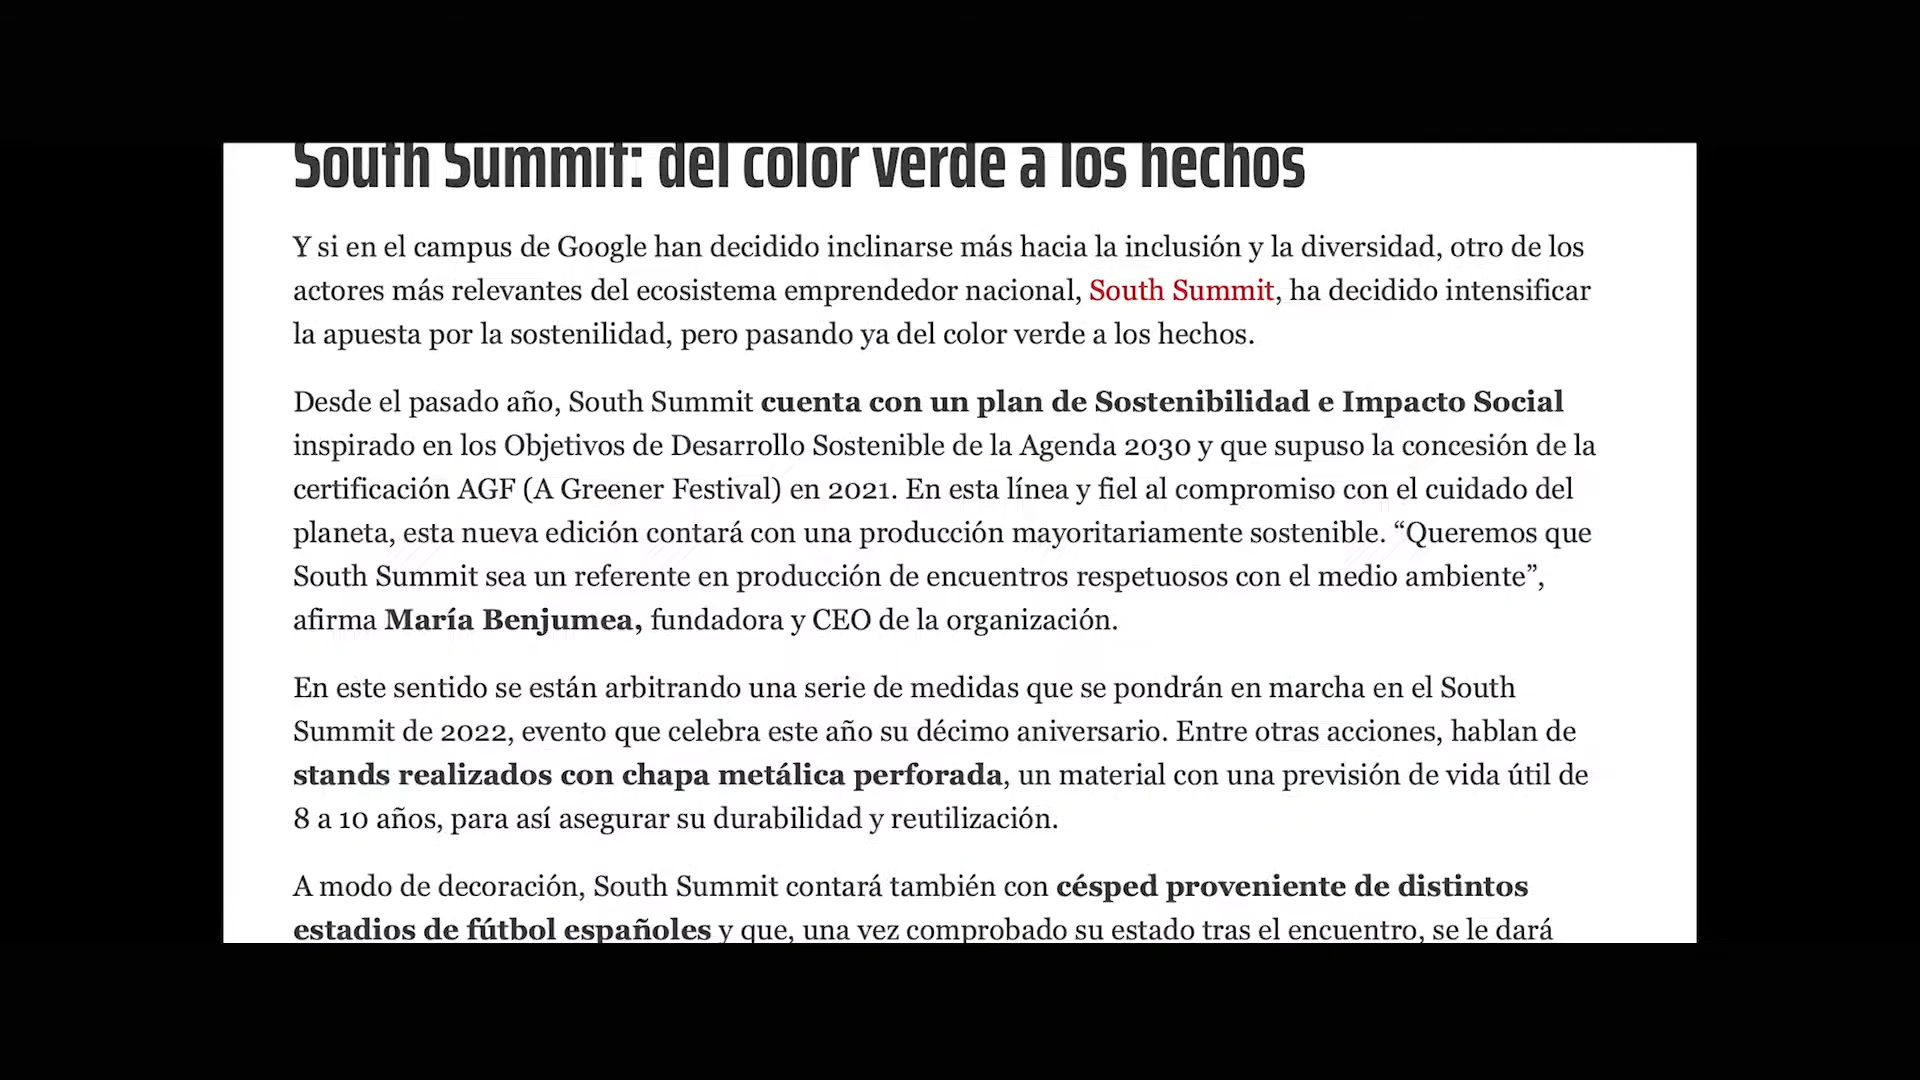 South Summit: del color verde a los hechos
Y si en el campus de Google han decidido inclinarse más hacia la inclusión y la diversidad, otro de los
actores más relevantes del ecosistema emprendedor nacional, South Summit, ha decidido intensificar
la apuesta por la sostenilidad, pero pasando ya del color verde a los hechos.
Desde el pasado año, South Summit cuenta con un plan de Sostenibilidad e Impacto Social
inspirado en los Objetivos de Desarrollo Sostenible de la Agenda 2030 y que supuso la concesión de la
certificación AGF (A Greener Festival) en 2021. En esta línea y fiel al compromiso con el cuidado del
planeta, esta nueva edición contará con una producción mayoritariamente sostenible. “Queremos que
South Summit sea un referente en producción de encuentros respetuosos con el medio ambiente”,
afirma María Benjumea, fundadora y CEO de la organización.
En este sentido se están arbitrando una serie de medidas que se pondrán en marcha en el South
Summit de 2022, evento que celebra este año su décimo aniversario. Entre otras acciones, hablan de
stands realizados con chapa metálica perforada, un material con una previsión de vida útil de
8 a 10 años, para así asegurar su durabilidad y reutilización.
A modo de decoración, South Summit contará también con césped proveniente de distintos
estadios de fútbol españoles y que, una vez comprobado su estado tras el encuentro, se le dará